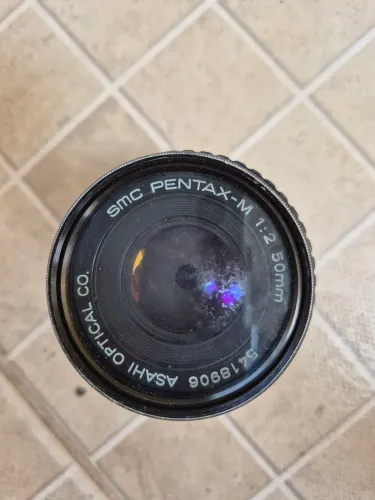 smc PENTAX-M 1:2 50mm
5418906 ASAHI OPTICAL CO.